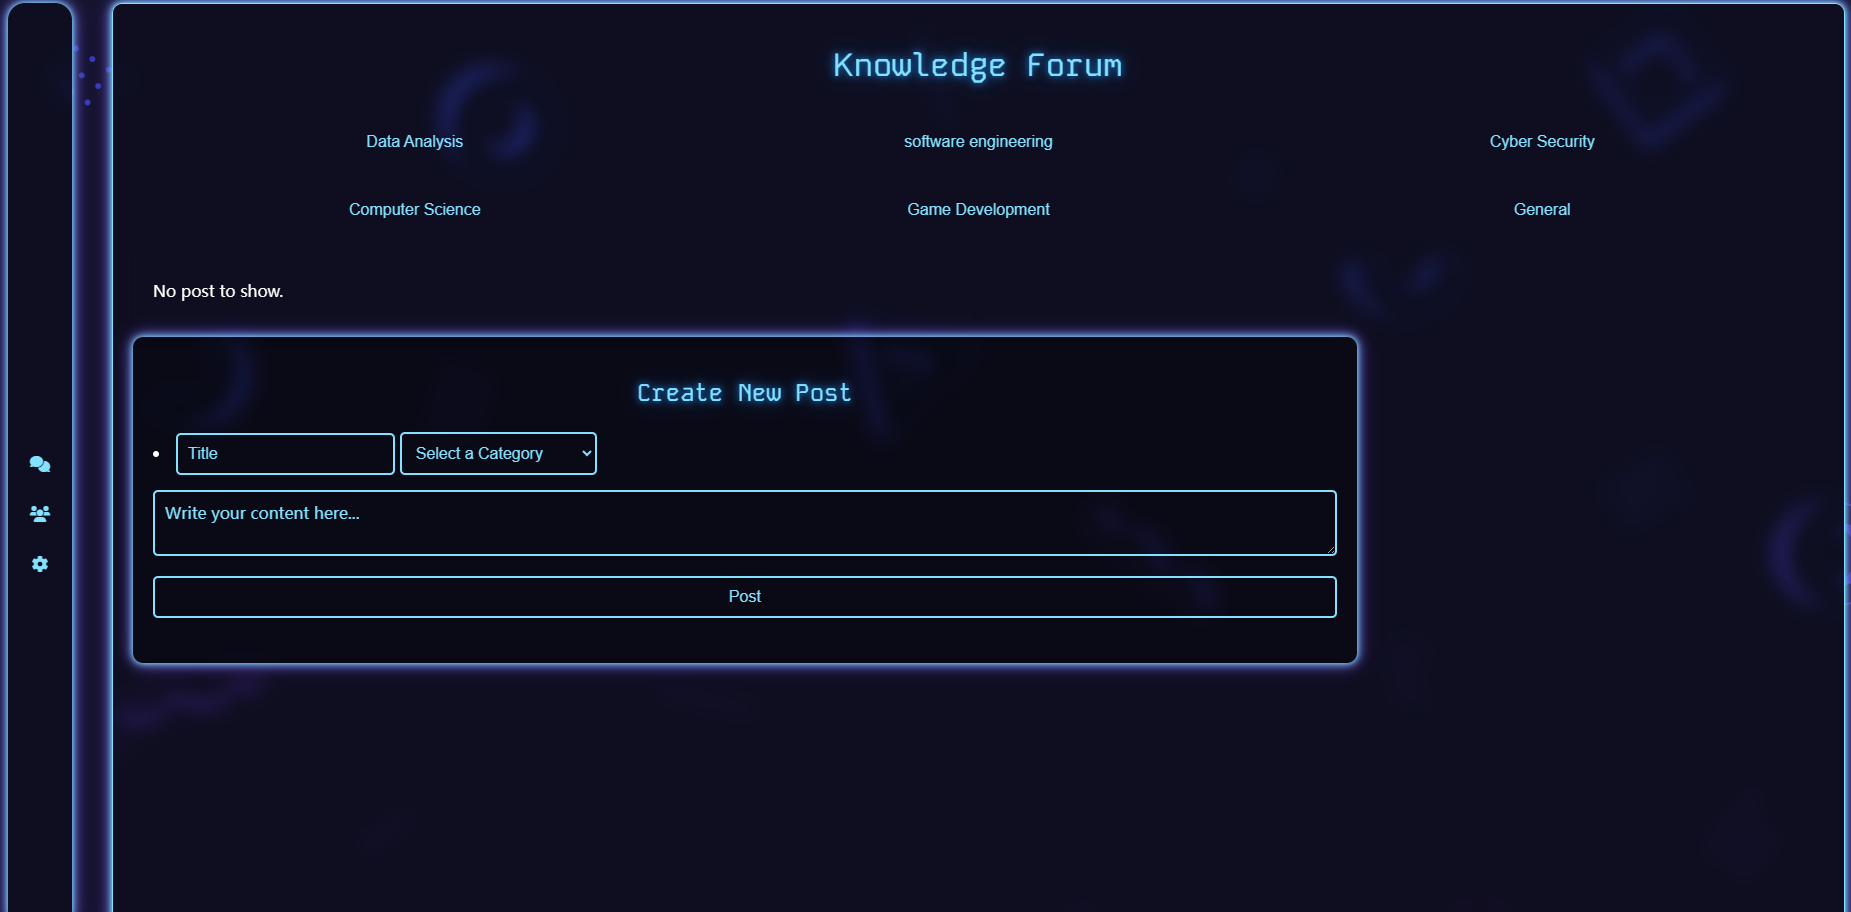 Knowledge Forum
Data Analysis software engineering Cyber Security
Computer Science Game Development General
No post to show.
Create New Post
Title Select a Category
Write your content here...
Post